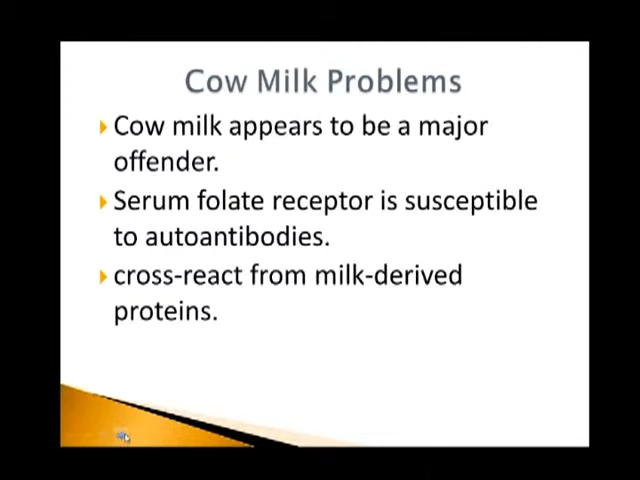 Cow Milk Problems
Cow milk appears to be a major
offender.
Serum folate receptor is susceptible
to autoantibodies.
cross-react from milk-derived
proteins.